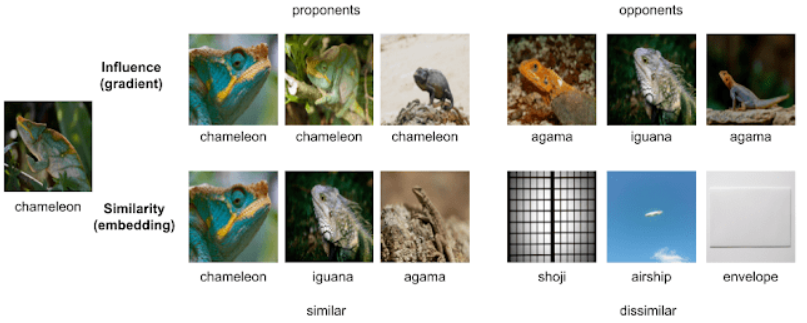 proponents
opponents
Influence
(gradient)
chameleon
chameleon
chameleon
agama
iguana
agama
chameleon
Similarity
(embedding)
chameleon
iguana
agama
shoji
airship
envelope
similar
dissimilar